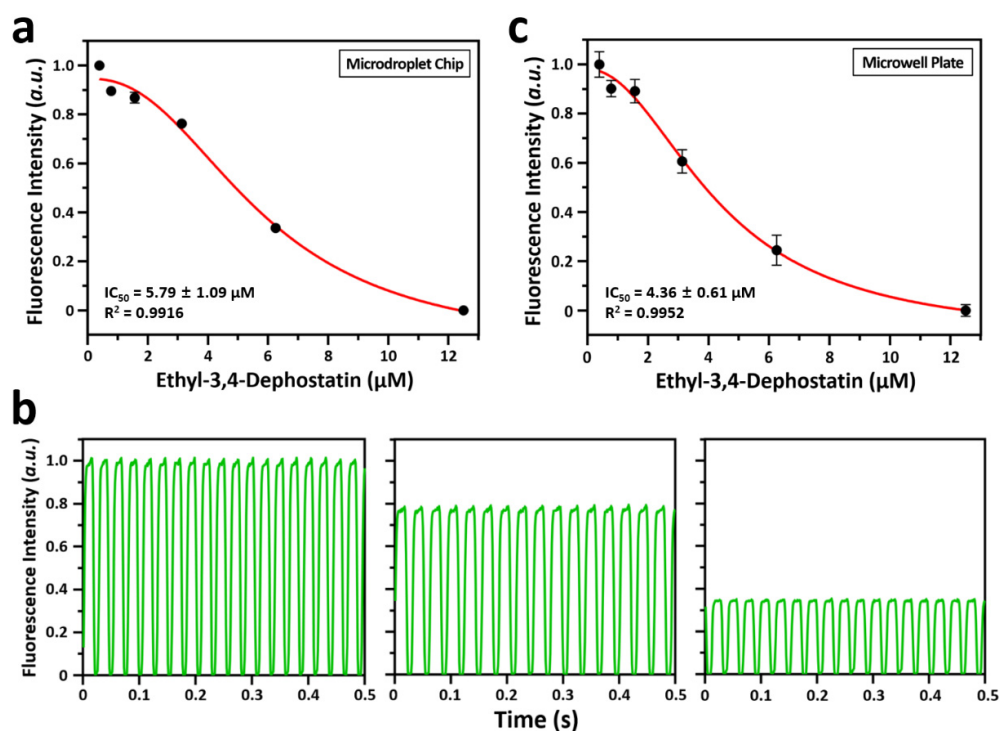 a
Microdroplet Chip
Fluorescence Intensity (a.u.)
1.0
0.8
0.6
0.4
0.2
0
IC50 = 5.79 ± 1.09 μM
R2 = 0.9916
0 2 4 6 8 10 12
Ethyl-3,4-Dephostatin (μM)
c
Microwell Plate
Fluorescence Intensity (a.u.)
1.0
0.8
0.6
0.4
0.2
0
IC50 = 4.36 ± 0.61 μM
R2 = 0.9952
0 2 4 6 8 10 12
Ethyl-3,4-Dephostatin (μM)
b
Fluorescence Intensity (a.u.)
1.0
0.8
0.6
0.4
0.2
0
0 0.1 0.2 0.3 0.4 0.5
0 0.1 0.2 0.3 0.4 0.5
0 0.1 0.2 0.3 0.4 0.5
Time (s)